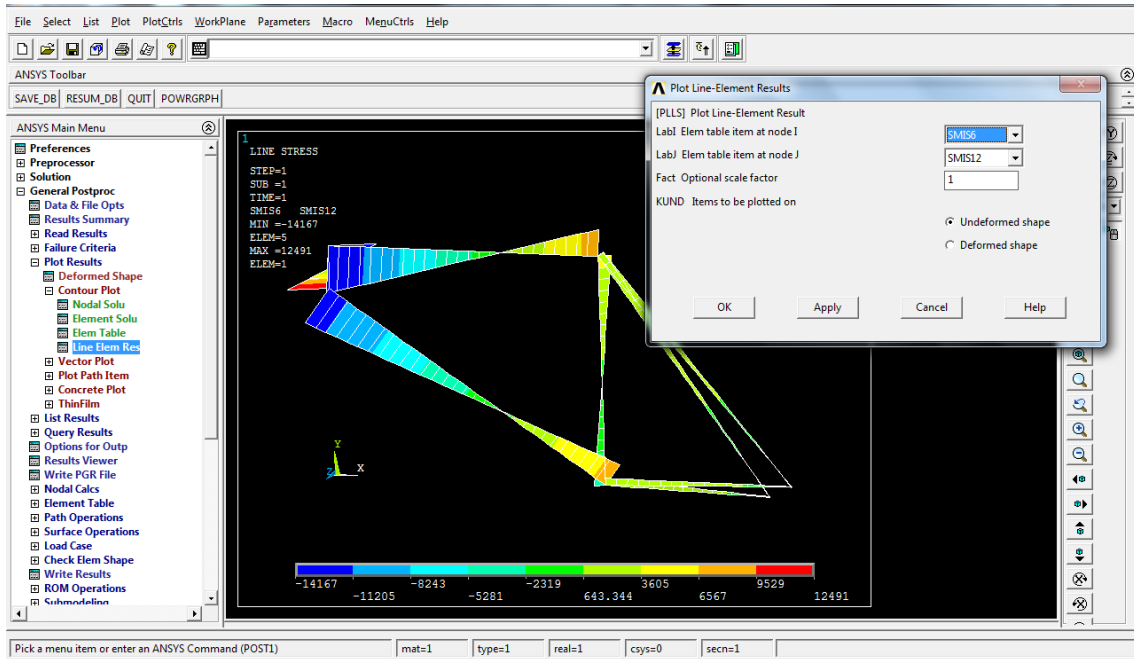 File Select List Plot PlotCtrls WorkPlane Parameters Macro MenuCtrls Help
ANSYS Toolbar
SAVE_DB RESUM_DB QUIT POWRGRPH
ANSYS Main Menu
Preferences
Preprocessor
Solution
General Postproc
Data & File Opts
Results Summary
Read Results
Failure Criteria
Plot Results
Deformed Shape
Contour Plot
Nodal Solu
Element Solu
Elem Table
Line Elem Res
Vector Plot
Plot Path Item
Concrete Plot
ThinFilm
List Results
Query Results
Options for Outp
Results Viewer
Write PGR File
Nodal Calcs
Element Table
Path Operations
Surface Operations
Load Case
Check Elem Shape
Write Results
ROM Operations
Submodeling
1
LINE STRESS
STEP=1
SUB =1
TIME=1
SMIS6 SMIS12
MIN =-14167
ELEM=5
MAX =12491
ELEM=1
Y
Z X
-14167 -8243 -2319 3605 9529
-11205 -5281 643.344 6567 12491
Plot Line-Element Results
[PLLS] Plot Line-Element Result
LabI Elem table item at node I SMIS6
LabJ Elem table item at node J SMIS12
Fact Optional scale factor 1
KUND Items to be plotted on
Undeformed shape
Deformed shape
OK Apply Cancel Help
Pick a menu item or enter an ANSYS Command (POST1) mat=1 type=1 real=1 csys=0 secn=1